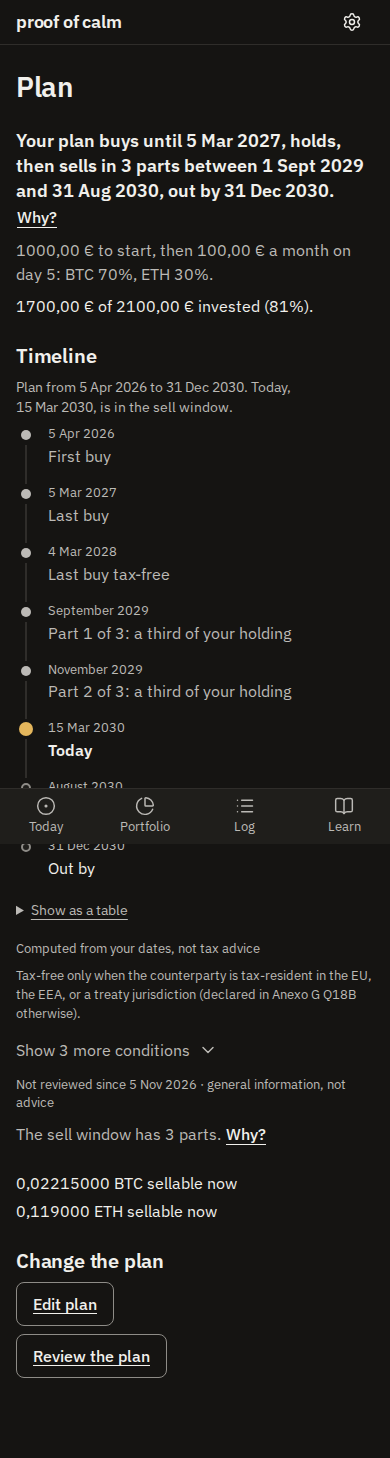 proof of calm
Plan
Your plan buys until 5 Mar 2027, holds,
then sells in 3 parts between 1 Sept 2029
and 31 Aug 2030, out by 31 Dec 2030.
Why?
1000,00 € to start, then 100,00 € a month on
day 5: BTC 70%, ETH 30%.
1700,00 € of 2100,00 € invested (81%).
Timeline
Plan from 5 Apr 2026 to 31 Dec 2030. Today,
15 Mar 2030, is in the sell window.
5 Apr 2026
First buy
5 Mar 2027
Last buy
4 Mar 2028
Last buy tax-free
September 2029
Part 1 of 3: a third of your holding
November 2029
Part 2 of 3: a third of your holding
15 Mar 2030
Today
August 2030
Today
Portfolio
Log
Learn
31 Dec 2030
Out by
Show as a table
Computed from your dates, not tax advice
Tax-free only when the counterparty is tax-resident in the EU,
the EEA, or a treaty jurisdiction (declared in Anexo G Q18B
otherwise).
Show 3 more conditions
Not reviewed since 5 Nov 2026 · general information, not
advice
The sell window has 3 parts. Why?
0,02215000 BTC sellable now
0,119000 ETH sellable now
Change the plan
Edit plan
Review the plan